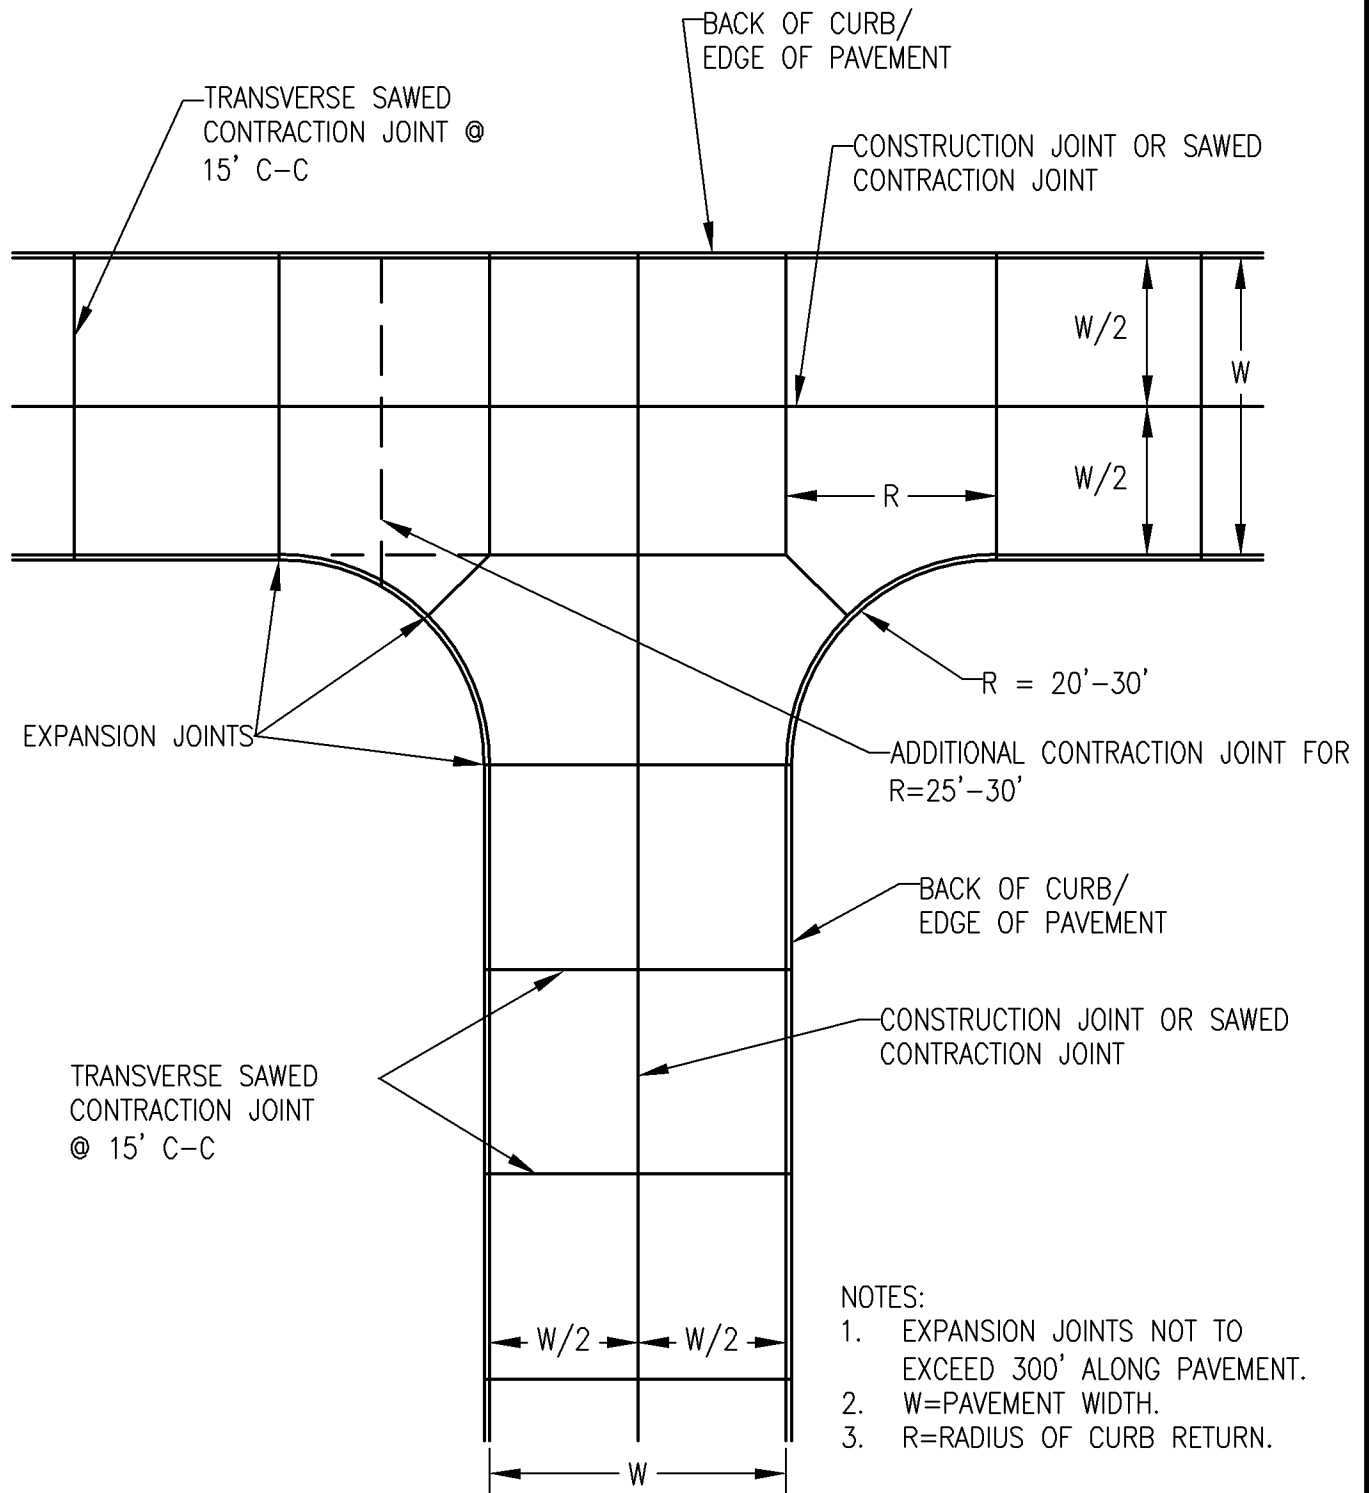 BACK OF CURB/
EDGE OF PAVEMENT
TRANSVERSE SAWED
CONTRACTION JOINT @
15' C-C
CONSTRUCTION JOINT OR SAWED
CONTRACTION JOINT
W/2
W
W/2
R
R = 20'-30'
EXPANSION JOINTS
ADDITIONAL CONTRACTION JOINT FOR
R=25'-30'
BACK OF CURB/
EDGE OF PAVEMENT
CONSTRUCTION JOINT OR SAWED
CONTRACTION JOINT
TRANSVERSE SAWED
CONTRACTION JOINT
@ 15' C-C
W/2
W/2
W
NOTES:
1. EXPANSION JOINTS NOT TO
EXCEED 300' ALONG PAVEMENT.
2. W=PAVEMENT WIDTH.
3. R=RADIUS OF CURB RETURN.